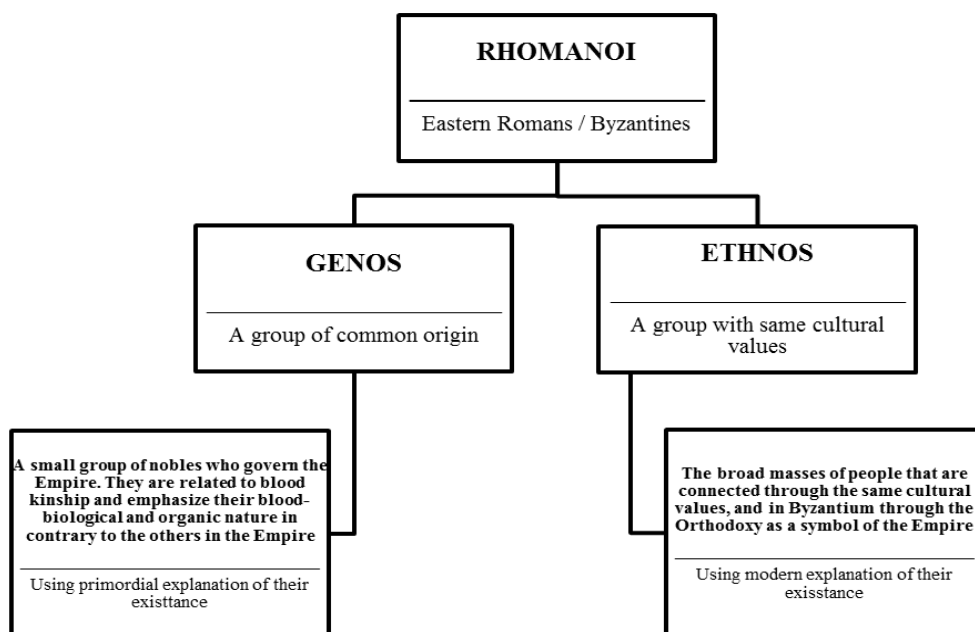 RHOMANOI
Eastern Romans / Byzantines
GENOS
A group of common origin
ETHNOS
A group with same cultural
values
A small group of nobles who govern the
Empire. They are related to blood
kinship and emphasize their blood-
biological and organic nature in
contrary to the others in the Empire
Using primordial explanation of their
existtance
The broad masses of people that are
connected through the same cultural
values, and in Byzantium through the
Orthodoxy as a symbol of the Empire
Using modern explanation of their
exisstance